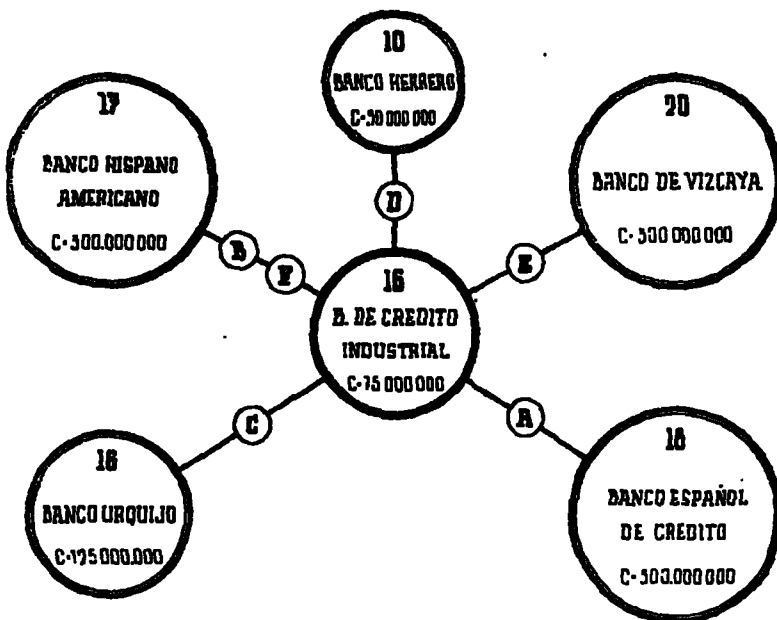 10
BANCO HERRERO
C-50 000 000
17
BANCO HISPANO
AMERICANO
C-300.000.000
20
BANCO DE VIZCAYA
C-300 000 000
D
B
F
E
16
B. DE CREDITO
INDUSTRIAL
C-75 000 000
C
A
16
BANCO URQUIJO
C-125 000.000
18
BANCO ESPAÑOL
DE CREDITO
C-300.000 000